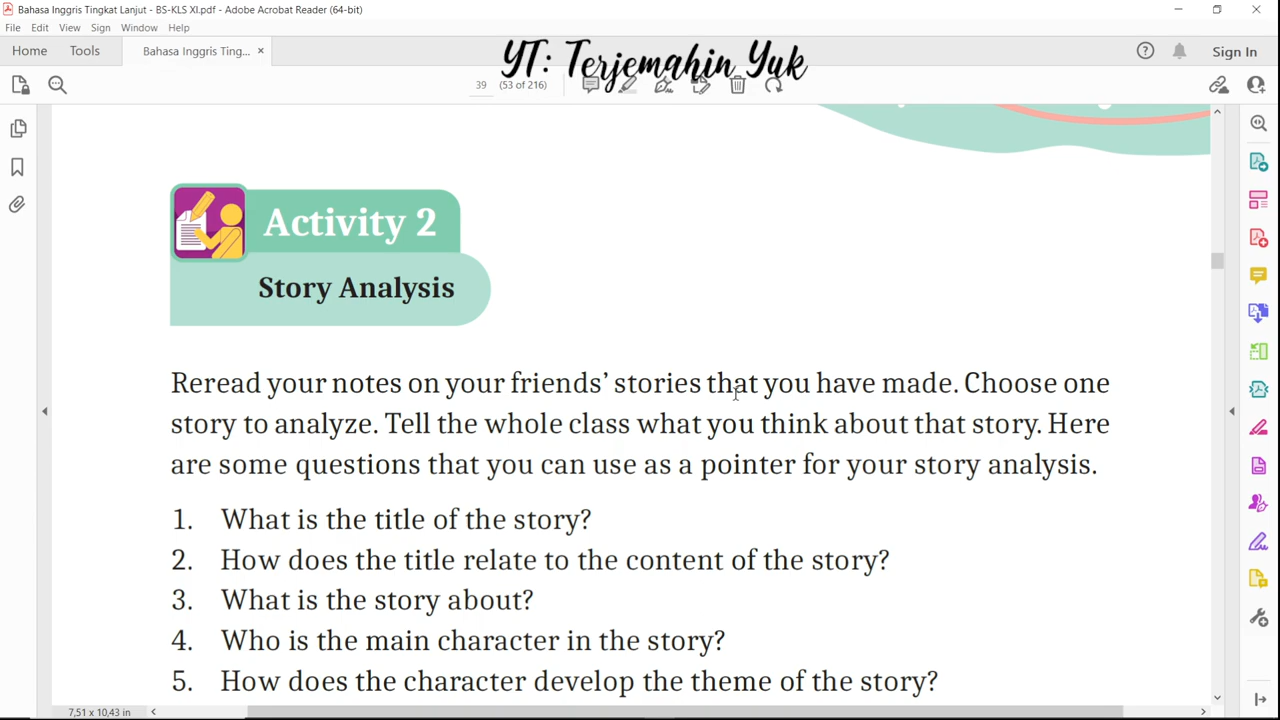 Bahasa Inggris Tingkat Lanjut - BS-KLS XI.pdf - Adobe Acrobat Reader (64-bit)
File Edit View Sign Window Help
Home Tools Bahasa Inggris Ting... × Sign In
YT: Terjemahin Yuk
39 (53 of 216)
Activity 2
Story Analysis
Reread your notes on your friends’ stories that you have made. Choose one
story to analyze. Tell the whole class what you think about that story. Here
are some questions that you can use as a pointer for your story analysis.
1. What is the title of the story?
2. How does the title relate to the content of the story?
3. What is the story about?
4. Who is the main character in the story?
5. How does the character develop the theme of the story?
7,51 x 10,43 in